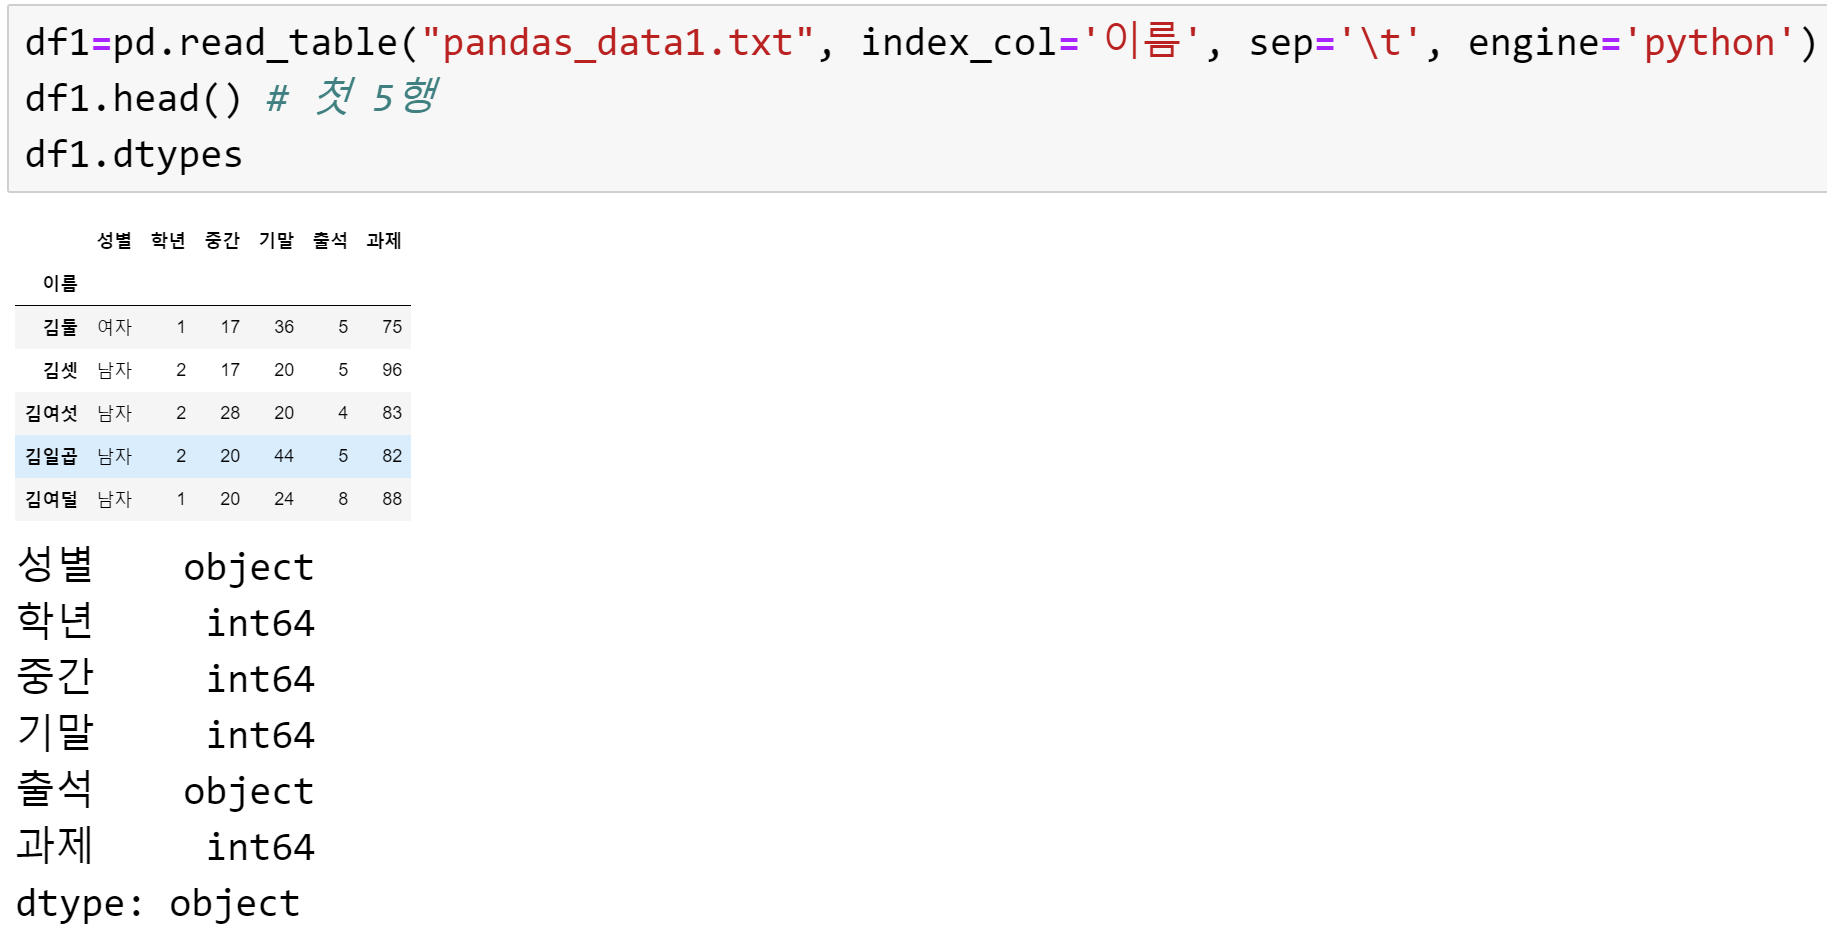 df1=pd.read_table("pandas_data1.txt", index_col='이름', sep='\t', engine='python')
df1.head() # 첫 5행
df1.dtypes
성별 학년 중간 기말 출석 과제
이름
김둘 여자 1 17 36 5 75
김셋 남자 2 17 20 5 96
김여섯 남자 2 28 20 4 83
김일곱 남자 2 20 44 5 82
김여덜 남자 1 20 24 8 88
성별 object
학년 int64
중간 int64
기말 int64
출석 object
과제 int64
dtype: object